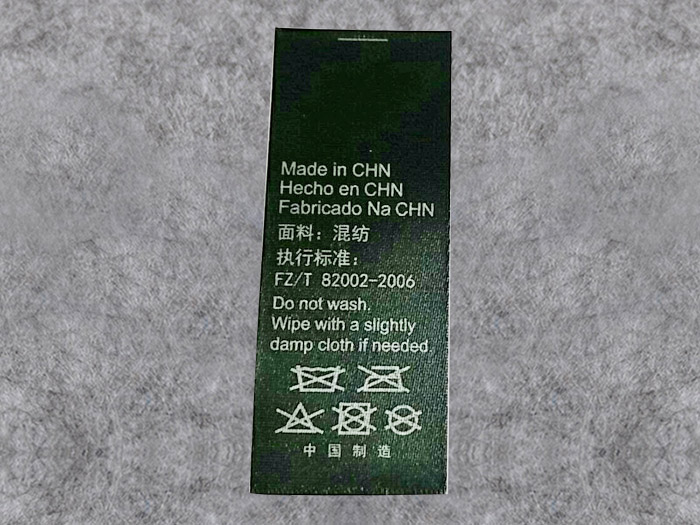 Made in CHN
Hecho en CHN
Fabricado Na CHN
面料：混纺
执行标准：
FZ/T 82002-2006
Do not wash.
Wipe with a slightly
damp cloth if needed.
中国制造